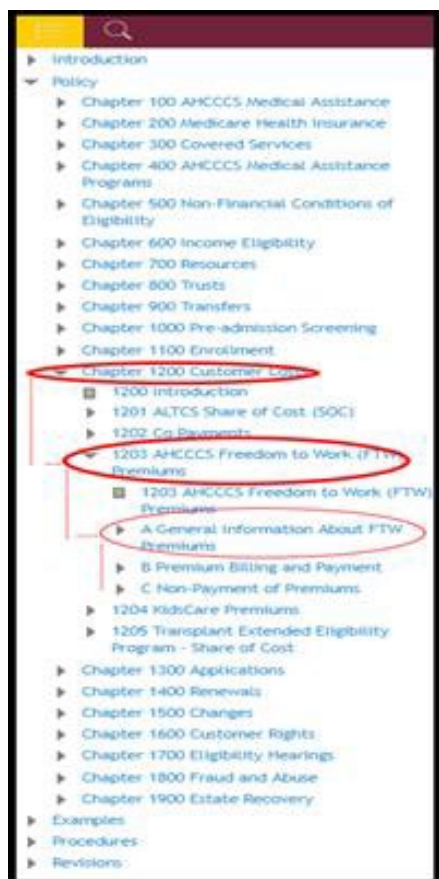 Introduction
Policy
Chapter 100 AHCCCS Medical Assistance
Chapter 200 Medicare Health Insurance
Chapter 300 Covered Services
Chapter 400 AHCCCS Medical Assistance
Programs
Chapter 500 Non-Financial Conditions of
Eligibility
Chapter 600 Income Eligibility
Chapter 700 Resources
Chapter 800 Trusts
Chapter 900 Transfers
Chapter 1000 Pre-admission Screening
Chapter 1100 Enrollment
Chapter 1200 Customer
1200 Introduction
1201 ALTCS Share of Cost (SOC)
1202 Co Payments
1203 AHCCCS Freedom to Work (FTW)
Premiums
1203 AHCCCS Freedom to Work (FTW)
Premiums
A General Information About FTW
Premiums
B Premium Billing and Payment
C Non-Payment of Premiums
1204 KidsCare Premiums
1205 Transplant Extended Eligibility
Program - Share of Cost
Chapter 1300 Applications
Chapter 1400 Renewals
Chapter 1500 Changes
Chapter 1600 Customer Rights
Chapter 1700 Eligibility Hearings
Chapter 1800 Fraud and Abuse
Chapter 1900 Estate Recovery
Examples
Procedures
Revisions